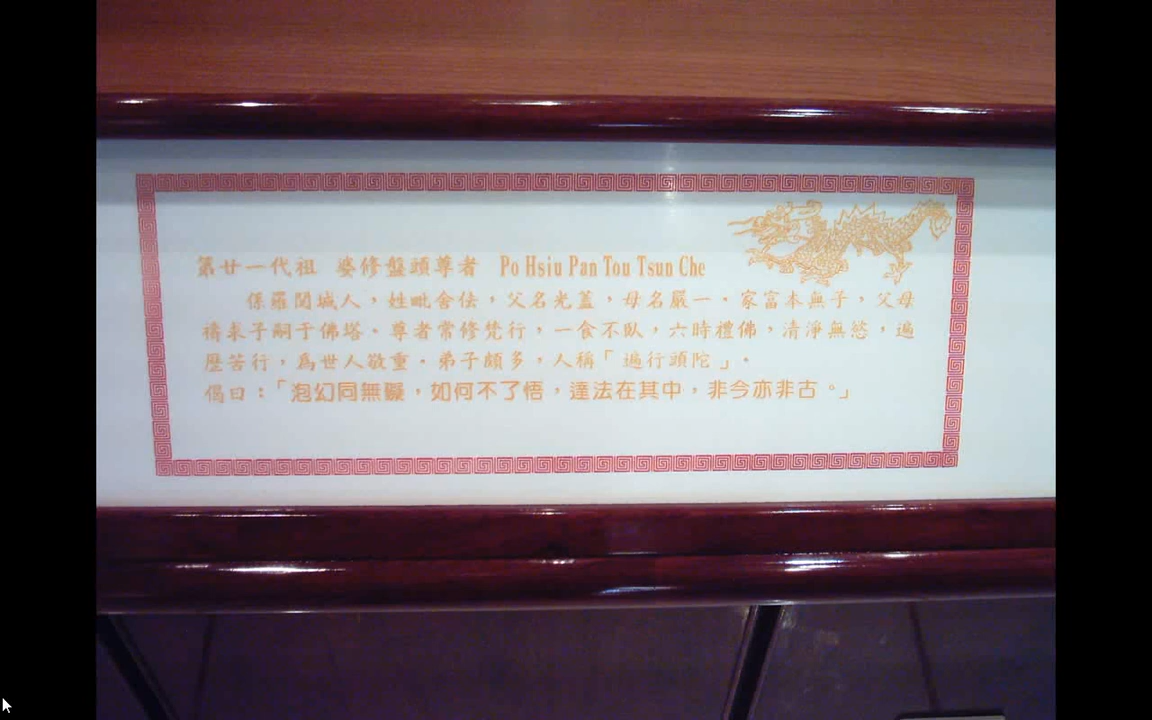 第廿一代祖 婆修盤頭尊者 Po Hsiu Pan Tou Tsun Che
係羅閱城人，姓毗舍佉，父名光蓋，母名嚴一。家富本無子，父母
禱求子嗣于佛塔。尊者常修梵行，一食不臥，六時禮佛，清淨無慾，遍
歷苦行，為世人敬重。弟子頗多，人稱「遍行頭陀」。
偈曰：「泡幻同無礙，如何不了悟，達法在其中，非今亦非古。」